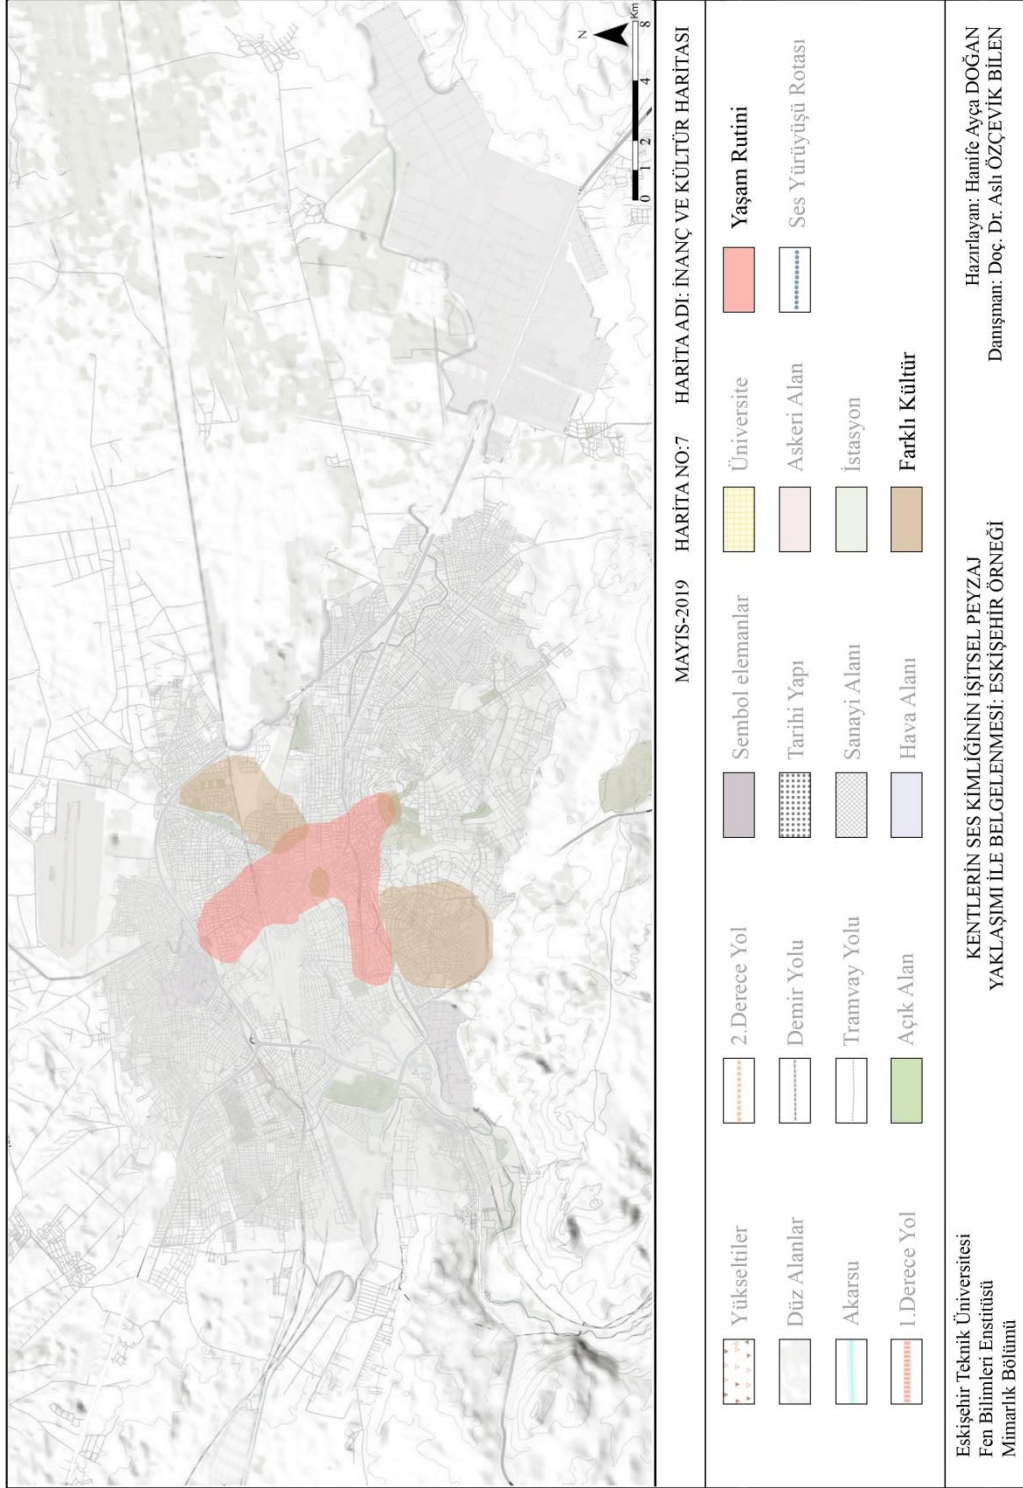 N
0 1 2 4 8
Km
MAYIS-2019 HARİTA NO:7 HARİTA ADI: İNANÇ VE KÜLTÜR HARİTASI
Yükseltiler
Düz Alanlar
Akarsu
1.Derece Yol
2.Derece Yol
Demir Yolu
Tramvay Yolu
Açık Alan
Sembol elemanlar
Tarihi Yapı
Sanayi Alanı
Hava Alanı
Üniversite
Askeri Alan
İstasyon
Farklı Kültür
Yaşam Rutini
Ses Yürüyüşü Rotası
Eskişehir Teknik Üniversitesi
Fen Bilimleri Enstitüsü
Mimarlık Bölümü
KENTLERİN SES KİMLİĞİNİN İŞİTSEL PEYZAJ
YAKLAŞIMI İLE BELGELENMESİ: ESKİŞEHİR ÖRNEĞİ
Hazırlayan: Hanife Ayça DOĞAN
Danışman: Doç. Dr. Aslı ÖZÇEVİK BİLEN